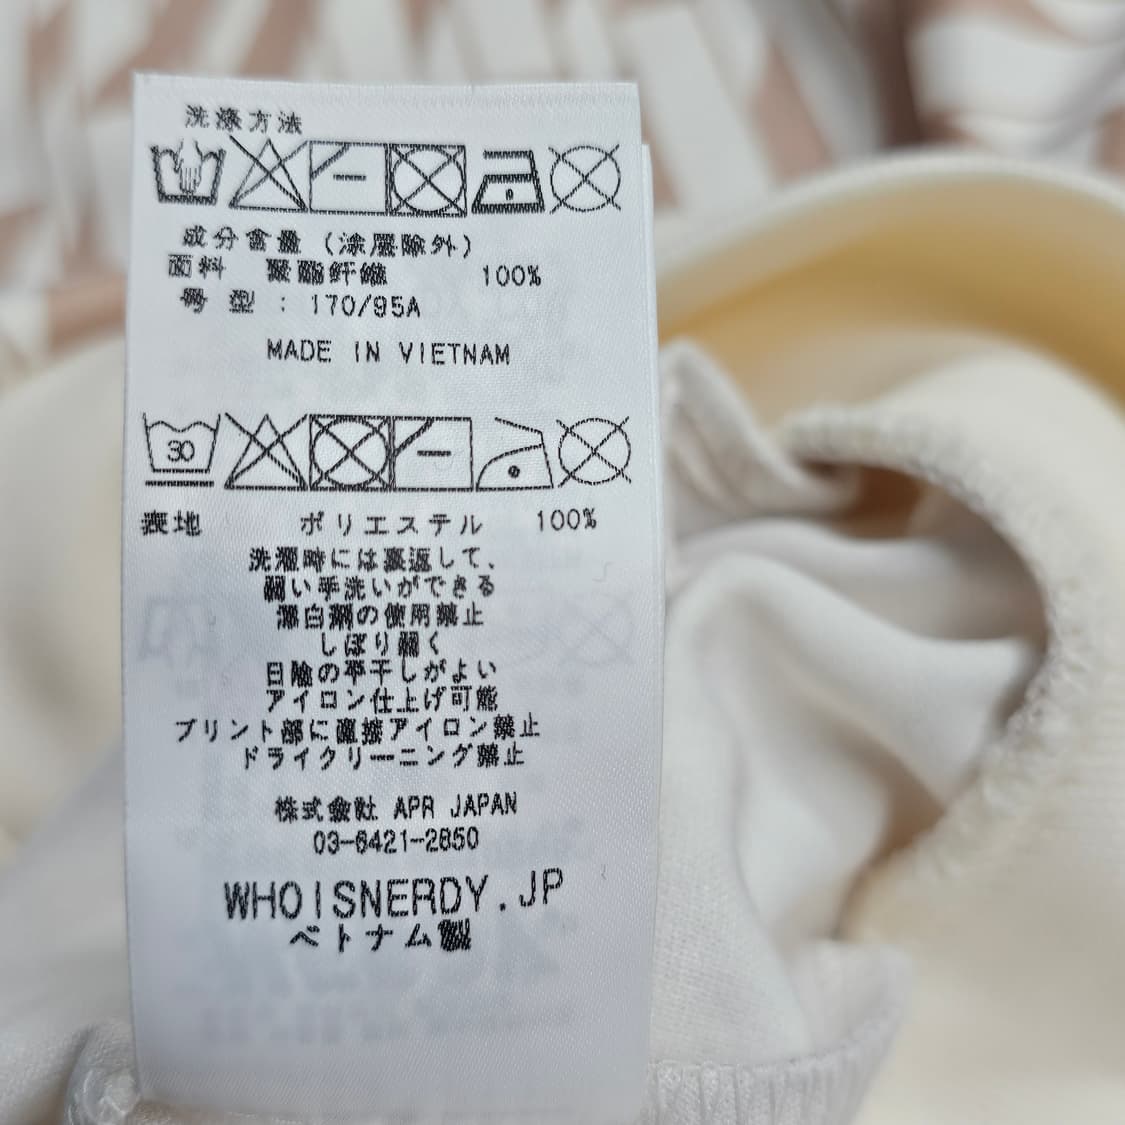 洗涤方法
成分含量(涂层除外)
面料 聚酯纤维 100%
号型:170/95A
MADE IN VIETNAM
30
表地 ポリエステル 100%
洗濯時には裏返して、
弱い手洗いができる
漂白剤の使用禁止
しぼり弱く
日陰の平干しがよい
アイロン仕上げ可能
プリント部に直接アイロン禁止
ドライクリーニング禁止
株式會社 APR JAPAN
03-6421-2850
WHOISNERDY.JP
ベトナム製